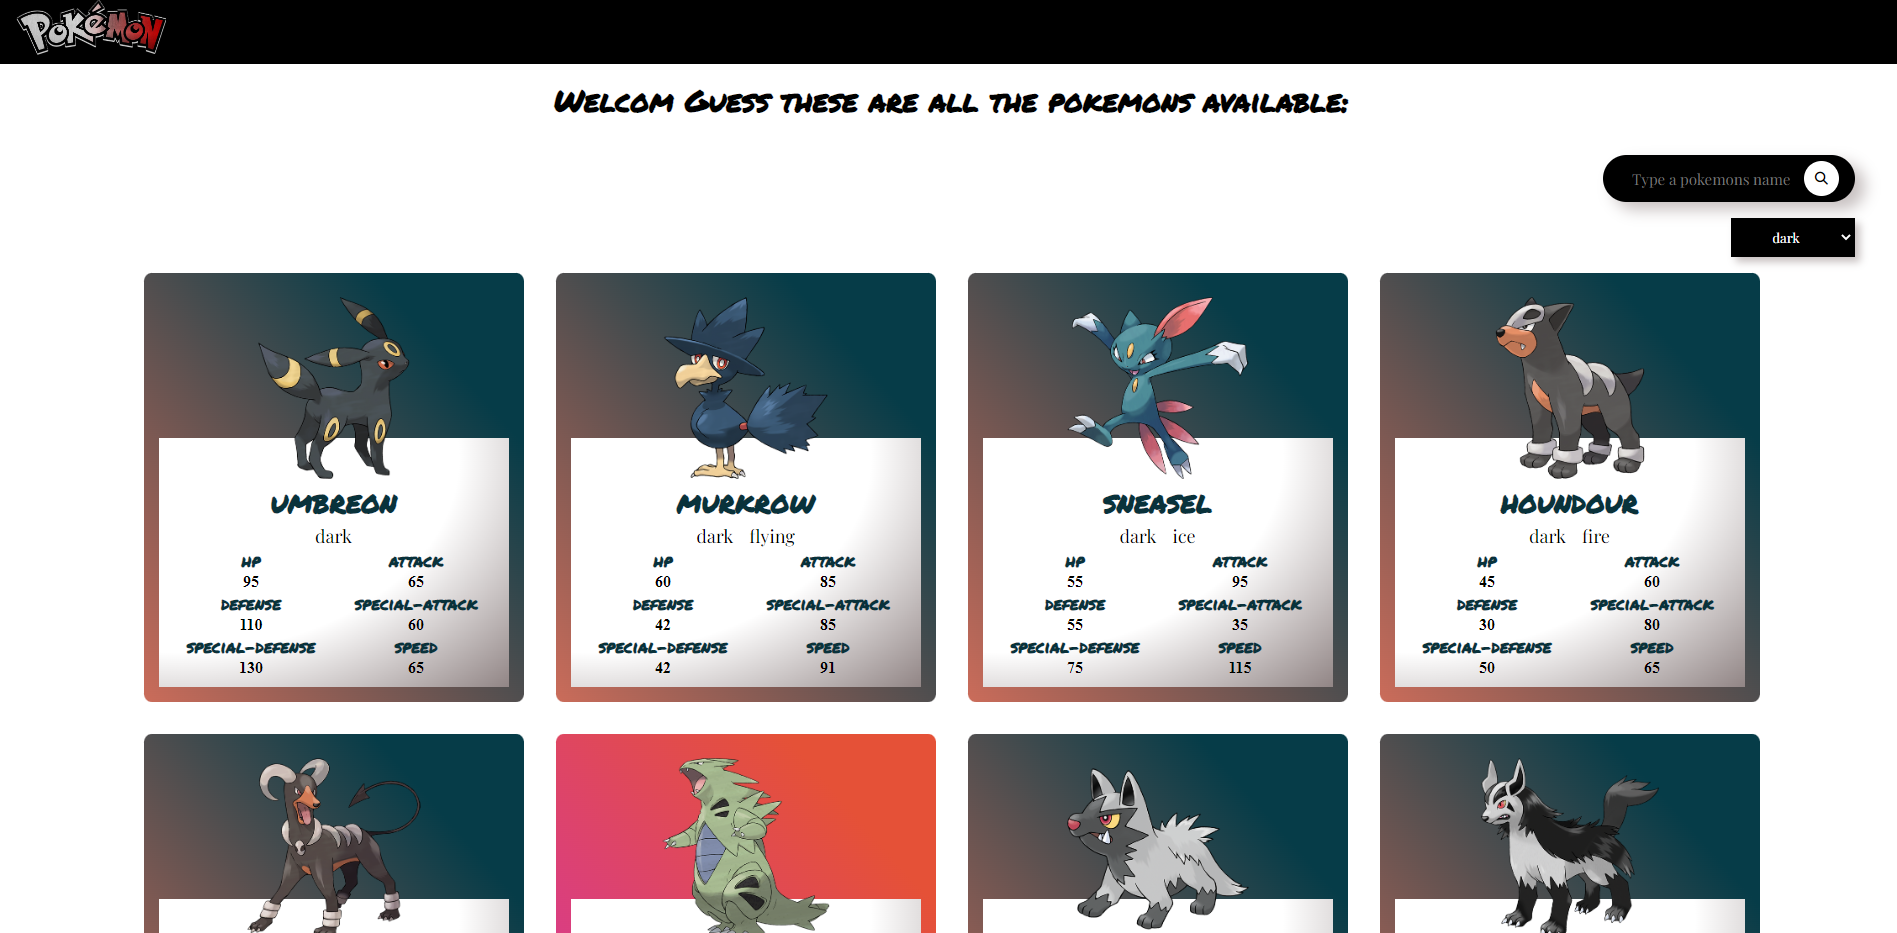 POKéMON
Welcom Guess these are all the pokemons available:
Type a pokemons name
dark
UMBREON
dark
HP ATTACK
95 65
DEFENSE SPECIAL-ATTACK
110 60
SPECIAL-DEFENSE SPEED
130 65
MURKROW
dark flying
HP ATTACK
60 85
DEFENSE SPECIAL-ATTACK
42 85
SPECIAL-DEFENSE SPEED
42 91
SNEASEL
dark ice
HP ATTACK
55 95
DEFENSE SPECIAL-ATTACK
55 35
SPECIAL-DEFENSE SPEED
75 115
HOUNDOUR
dark fire
HP ATTACK
45 60
DEFENSE SPECIAL-ATTACK
30 80
SPECIAL-DEFENSE SPEED
50 65